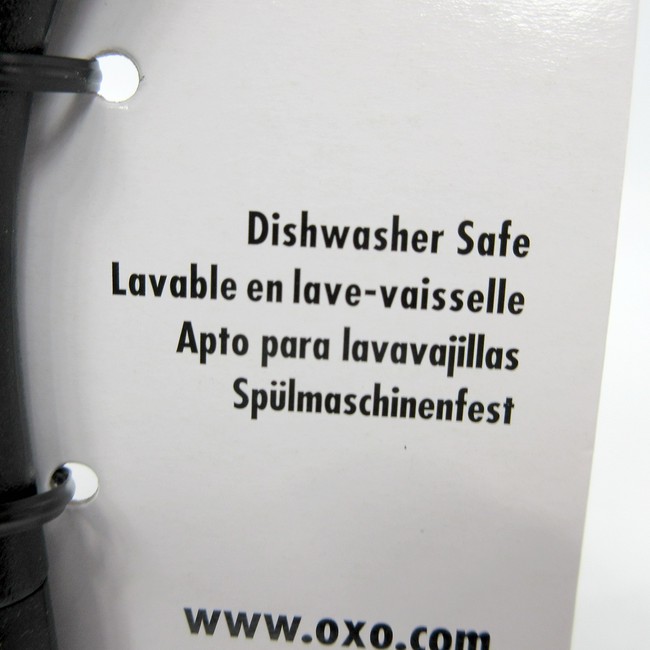 Dishwasher Safe
Lavable en lave-vaisselle
Apto para lavavajillas
Spülmaschinenfest
www.oxo.com